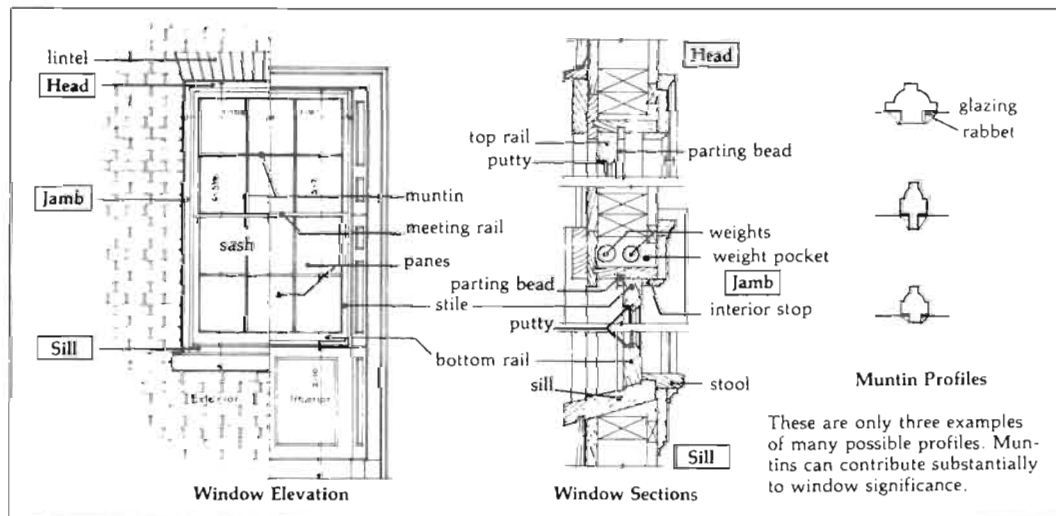 lintel
Head
Jamb
sash
muntin
meeting rail
panes
stile
Sill
bottom rail
Exterior
Interior
Window Elevation
Head
top rail
putty
parting bead
weights
weight pocket
parting bead
Jamb
interior stop
putty
sill
stool
Sill
Window Sections
glazing
rabbet
Muntin Profiles
These are only three examples
of many possible profiles. Mun-
tins can contribute substantially
to window significance.